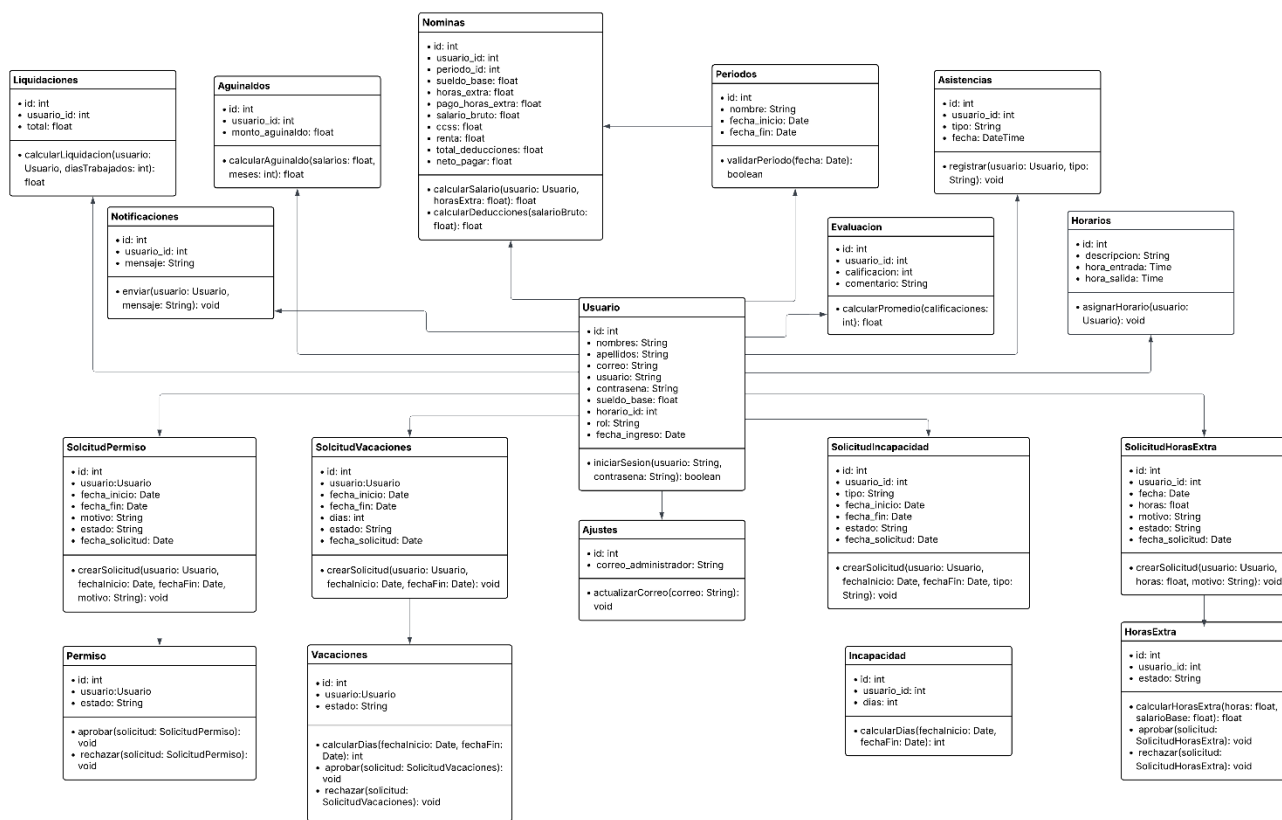 Nominas
• id: int
• usuario_id: int
• periodo_id: int
• sueldo_base: float
• horas_extra: float
• pago_horas_extra: float
• salario_bruto: float
• ccss: float
• renta: float
• total_deducciones: float
• neto_pagar: float
• calcularSalario(usuario: Usuario,
horasExtra: float): float
• calcularDeducciones(salarioBruto:
float): float
Liquidaciones
• id: int
• usuario_id: int
• total: float
• calcularLiquidacion(usuario:
Usuario, diasTrabajados: int):
float
Aguinaldos
• id: int
• usuario_id: int
• monto_aguinaldo: float
• calcularAguinaldo(salarios: float,
meses: int): float
Periodos
• id: int
• nombre: String
• fecha_inicio: Date
• fecha_fin: Date
• validarPeriodo(fecha: Date):
boolean
Asistencias
• id: int
• usuario_id: int
• tipo: String
• fecha: DateTime
• registrar(usuario: Usuario, tipo:
String): void
Notificaciones
• id: int
• usuario_id: int
• mensaje: String
• enviar(usuario: Usuario,
mensaje: String): void
Evaluacion
• id: int
• usuario_id: int
• calificacion: int
• comentario: String
• calcularPromedio(calificaciones:
int): float
Horarios
• id: int
• descripcion: String
• hora_entrada: Time
• hora_salida: Time
• asignarHorario(usuario:
Usuario): void
Usuario
• id: int
• nombres: String
• apellidos: String
• correo: String
• usuario: String
• contrasena: String
• sueldo_base: float
• horario_id: int
• rol: String
• fecha_ingreso: Date
• iniciarSesion(usuario: String,
contrasena: String): boolean
SolcitudPermiso
• id: int
• usuario:Usuario
• fecha_inicio: Date
• fecha_fin: Date
• motivo: String
• estado: String
• fecha_solicitud: Date
• crearSolicitud(usuario: Usuario,
fechaInicio: Date, fechaFin: Date,
motivo: String): void
SolcitudVacaciones
• id: int
• usuario:Usuario
• fecha_inicio: Date
• fecha_fin: Date
• dias: int
• estado: String
• fecha_solicitud: Date
• crearSolicitud(usuario: Usuario,
fechaInicio: Date, fechaFin: Date): void
SolicitudIncapacidad
• id: int
• usuario_id: int
• tipo: String
• fecha_inicio: Date
• fecha_fin: Date
• estado: String
• fecha_solicitud: Date
• crearSolicitud(usuario: Usuario,
fechaInicio: Date, fechaFin: Date, tipo:
String): void
SolicitudHorasExtra
• id: int
• usuario_id: int
• fecha: Date
• horas: float
• motivo: String
• estado: String
• fecha_solicitud: Date
• crearSolicitud(usuario: Usuario,
horas: float, motivo: String): void
Ajustes
• id: int
• correo_administrador: String
• actualizarCorreo(correo: String):
void
Permiso
• id: int
• usuario:Usuario
• estado: String
• aprobar(solicitud: SolicitudPermiso):
void
• rechazar(solicitud: SolicitudPermiso):
void
Vacaciones
• id: int
• usuario:Usuario
• estado: String
• calcularDias(fechaInicio: Date, fechaFin:
Date): int
• aprobar(solicitud: SolicitudVacaciones):
void
• rechazar(solicitud:
SolicitudVacaciones): void
Incapacidad
• id: int
• usuario_id: int
• dias: int
• calcularDias(fechaInicio: Date,
fechaFin: Date): int
HorasExtra
• id: int
• usuario_id: int
• estado: String
• calcularHorasExtra(horas: float,
salarioBase: float): float
• aprobar(solicitud:
SolicitudHorasExtra): void
• rechazar(solicitud:
SolicitudHorasExtra): void